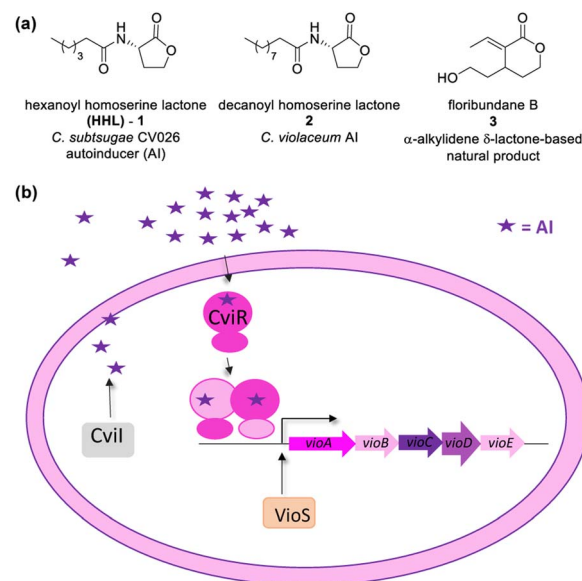 (a)
3
H
N
O
O
O
7
H
N
O
O
O
O
O
HO
hexanoyl homoserine lactone
(HHL) - 1
C. subtsugae CV026
autoinducer (AI)
decanoyl homoserine lactone
2
C. violaceum AI
floribundane B
3
α-alkylidene δ-lactone-based
natural product
(b)
= AI
CviR
CviI
vioA
vioB
vioC
vioD
vioE
VioS